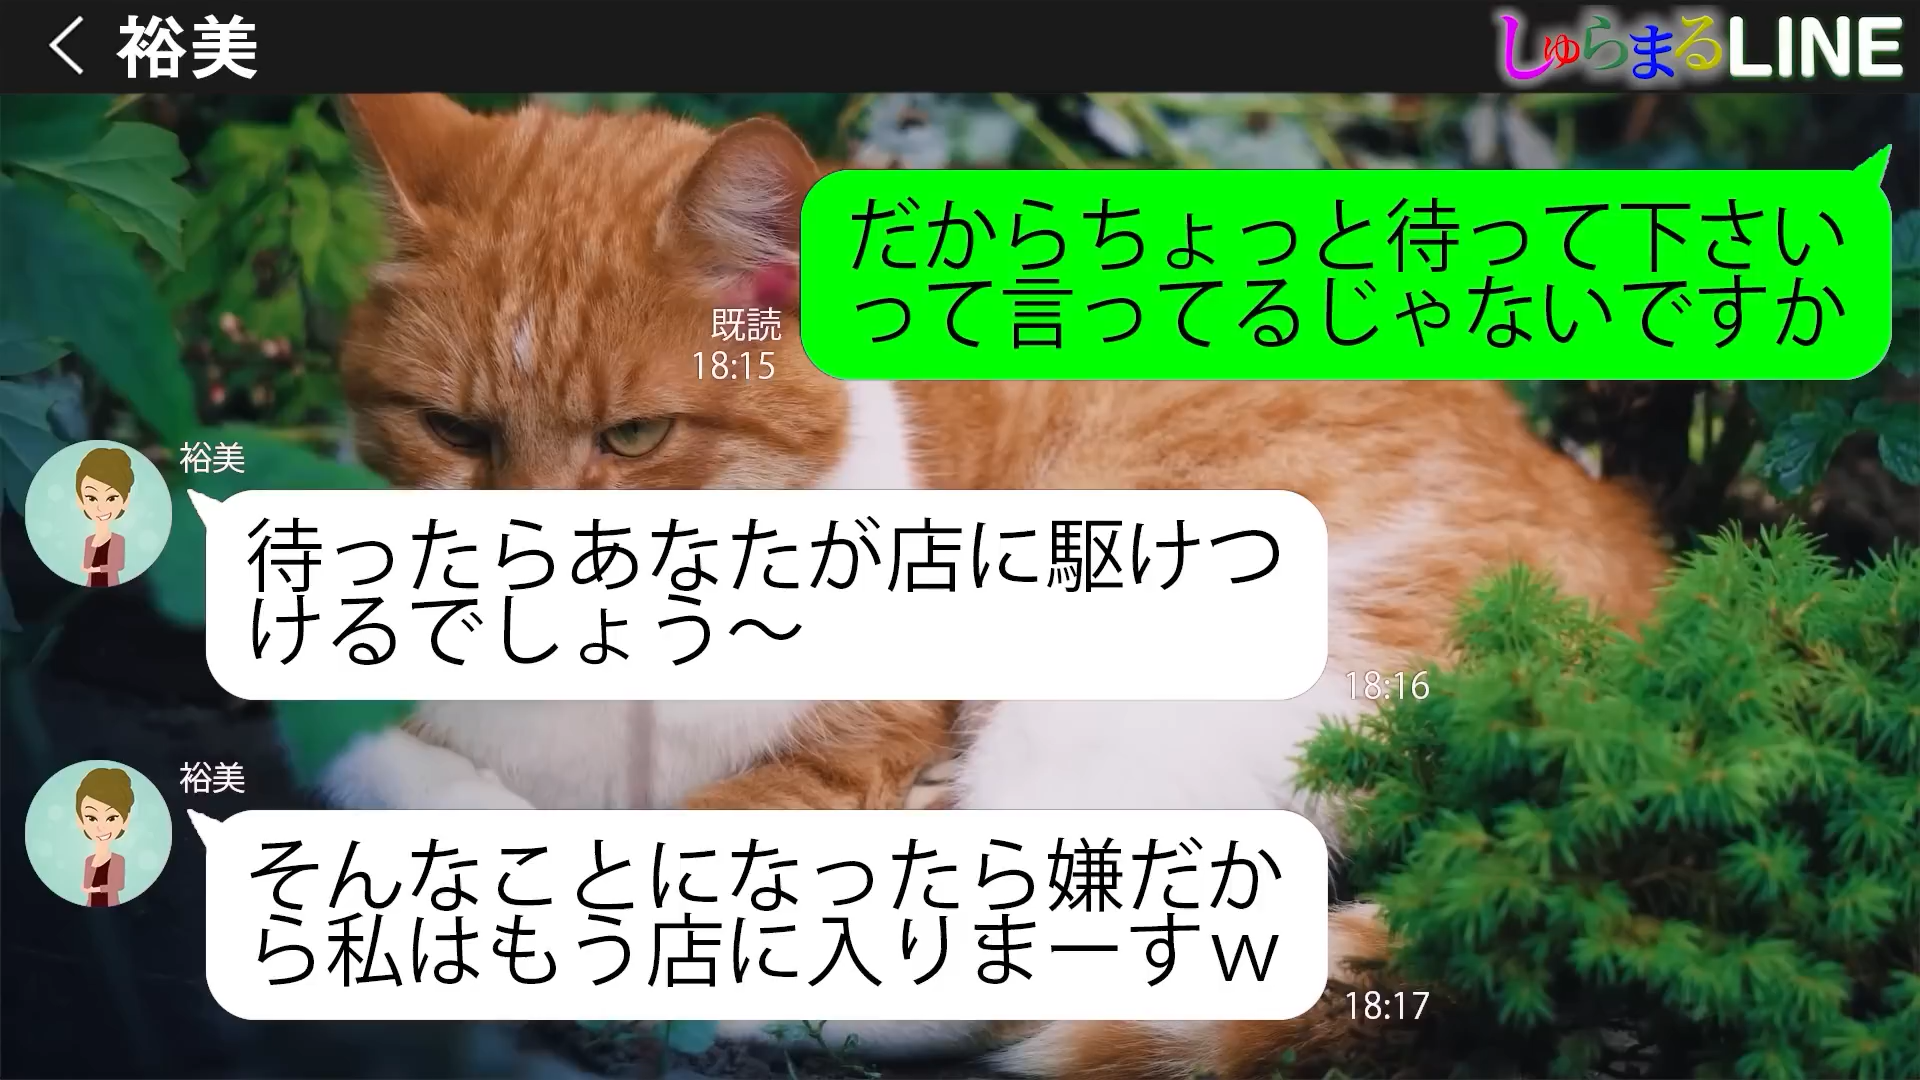 裕美
しゅらまるLINE
だからちょっと待って下さい
って言ってるじゃないですか
既読
18:15
裕美
待ったらあなたが店に駆けつ
けるでしょう～
18:16
裕美
そんなことになったら嫌だか
ら私はもう店に入りまーすｗ
18:17